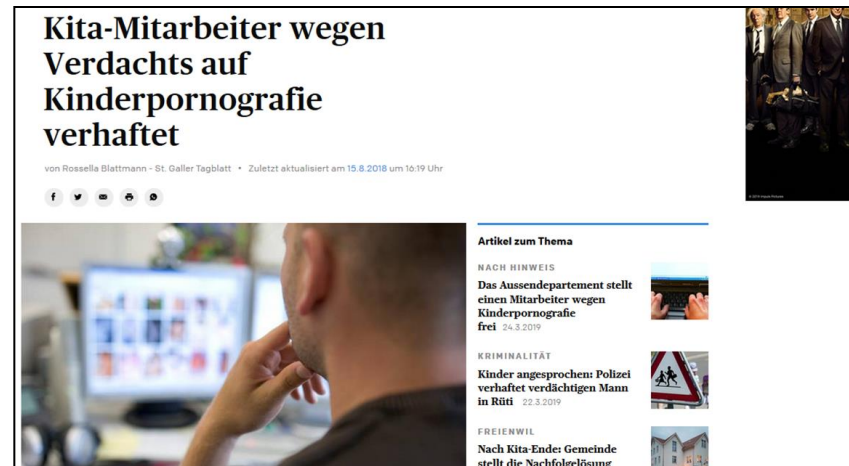 Kita-Mitarbeiter wegen
Verdachts auf
Kinderpornografie
verhaftet
von Rossella Blattmann - St. Galler Tagblatt • Zuletzt aktualisiert am 15.8.2018 um 16:19 Uhr
Artikel zum Thema
NACH HINWEIS
Das Aussendepartement stellt
einen Mitarbeiter wegen
Kinderpornografie
frei 24.3.2019
KRIMINALITÄT
Kinder angesprochen: Polizei
verhaftet verdächtigen Mann
in Rüti 22.3.2019
FREIENWIL
Nach Kita-Ende: Gemeinde
stellt die Nachfolgelösung